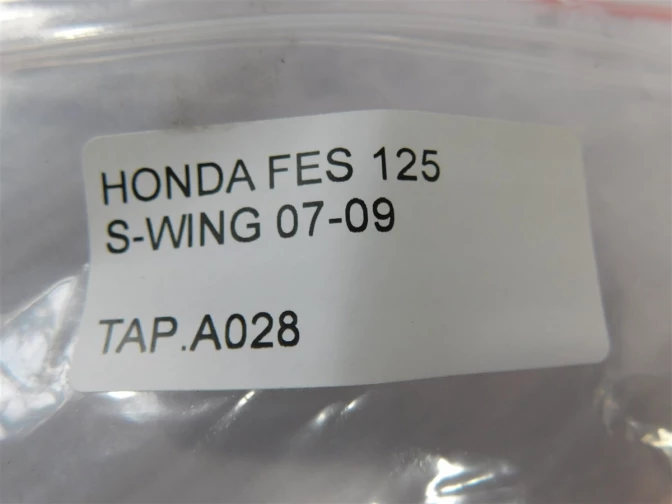 HONDA FES 125
S-WING 07-09
TAP.A028